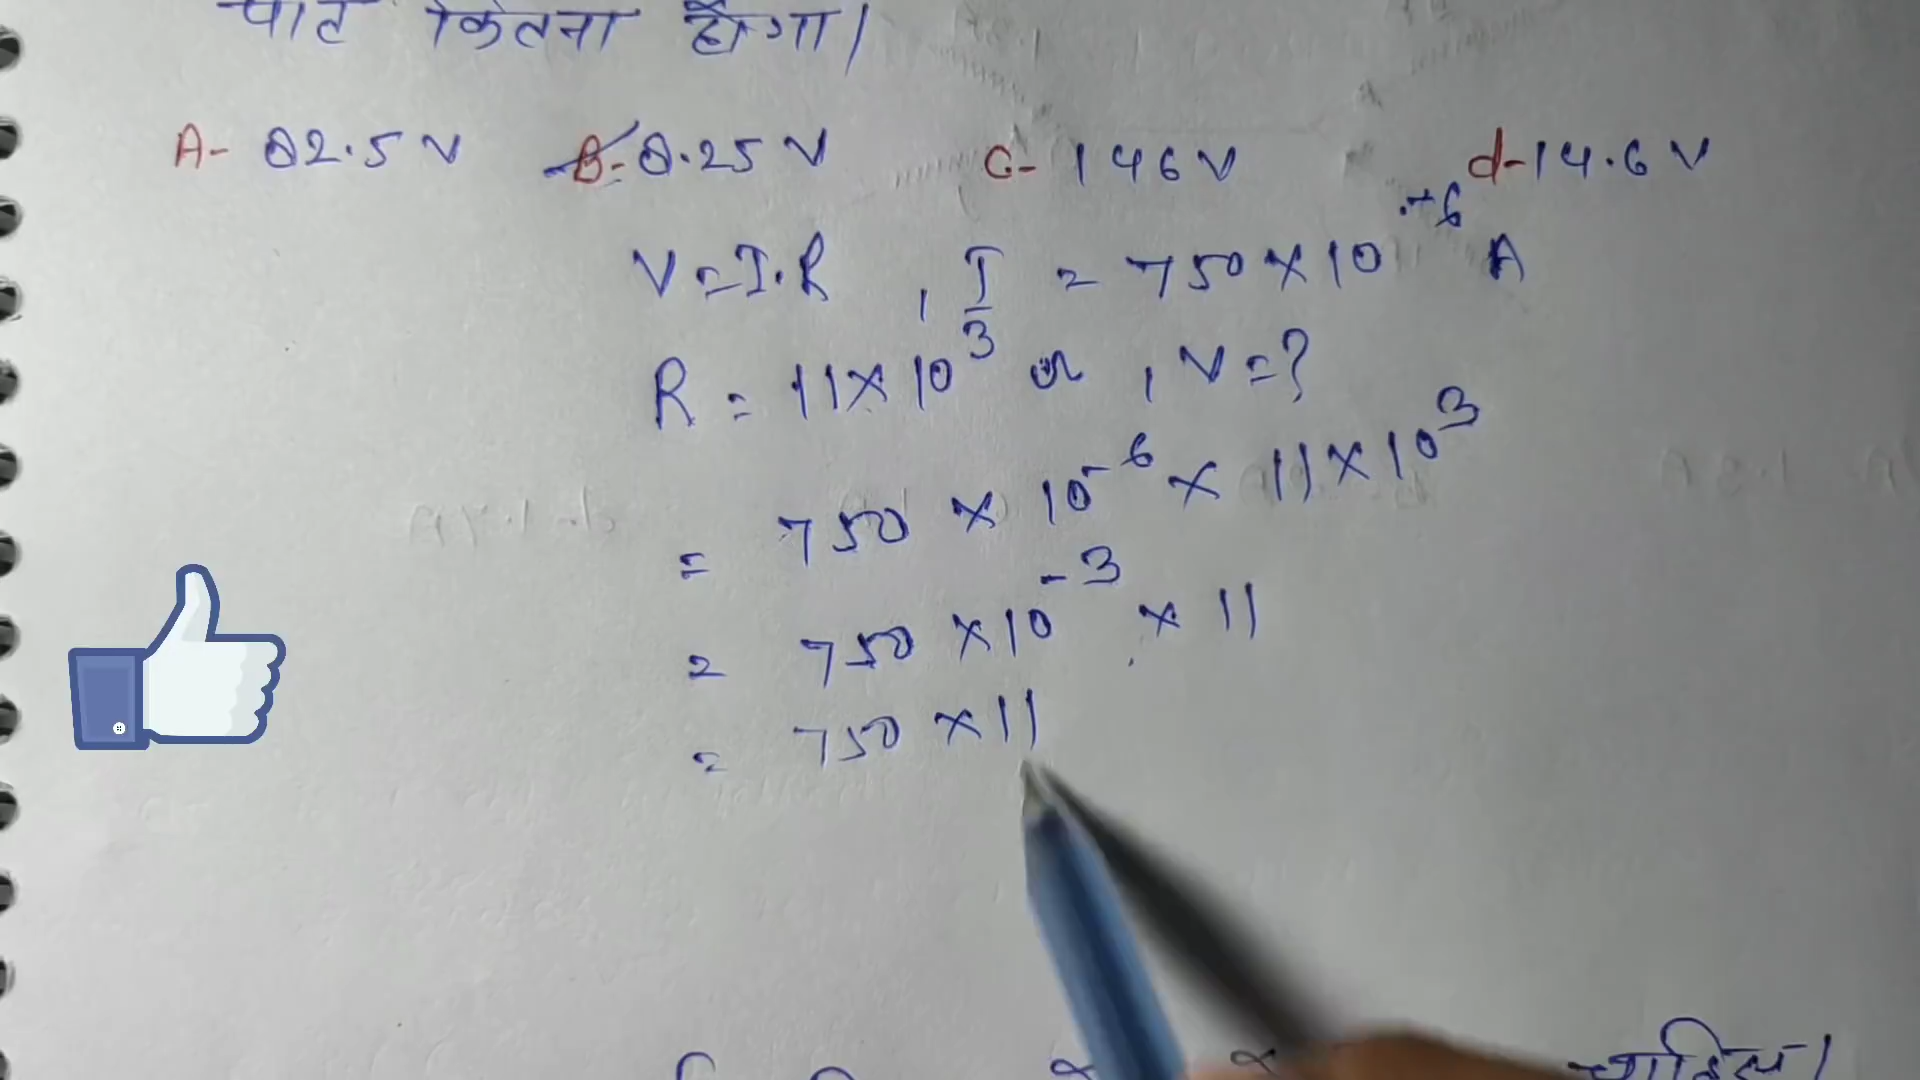 पात कितना होगा।
A- 82.5 V B- 8.25 V C- 146 V d- 14.6 V
V = I.R , I = 750 × 10⁻⁶ A
R = 11 × 10³ , V = ?
= 750 × 10⁻⁶ × 11 × 10³
= 750 × 10⁻³ × 11
= 750 × 11
चाहिए।